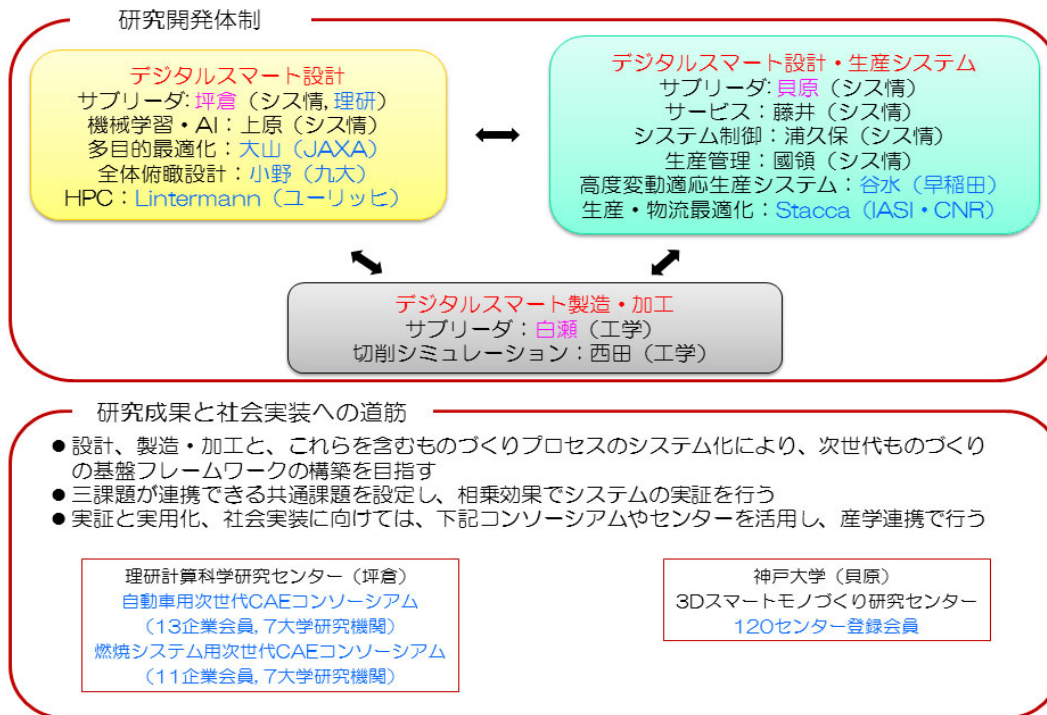 研究開発体制
デジタルスマート設計
サブリーダ：坪倉（シス情, 理研）
機械学習・AI：上原（シス情）
多目的最適化：大山（JAXA）
全体俯瞰設計：小野（九大）
HPC：Lintermann（ユーリッヒ）
デジタルスマート設計・生産システム
サブリーダ：貝原（シス情）
サービス：藤井（シス情）
システム制御：浦久保（シス情）
生産管理：國領（シス情）
高度変動適応生産システム：谷水（早稲田）
生産・物流最適化：Stacca（IASI・CNR）
デジタルスマート製造・加工
サブリーダ：白瀬（工学）
切削シミュレーション：西田（工学）
研究成果と社会実装への道筋
● 設計、製造・加工と、これらを含むものづくりプロセスのシステム化により、次世代ものづくり
の基盤フレームワークの構築を目指す
● 三課題が連携できる共通課題を設定し、相乗効果でシステムの実証を行う
● 実証と実用化、社会実装に向けては、下記コンソーシアムやセンターを活用し、産学連携で行う
理研計算科学研究センター（坪倉）
自動車用次世代CAEコンソーシアム
（13企業会員, 7大学研究機関）
燃焼システム用次世代CAEコンソーシアム
（11企業会員, 7大学研究機関）
神戸大学（貝原）
3Dスマートモノづくり研究センター
120センター登録会員